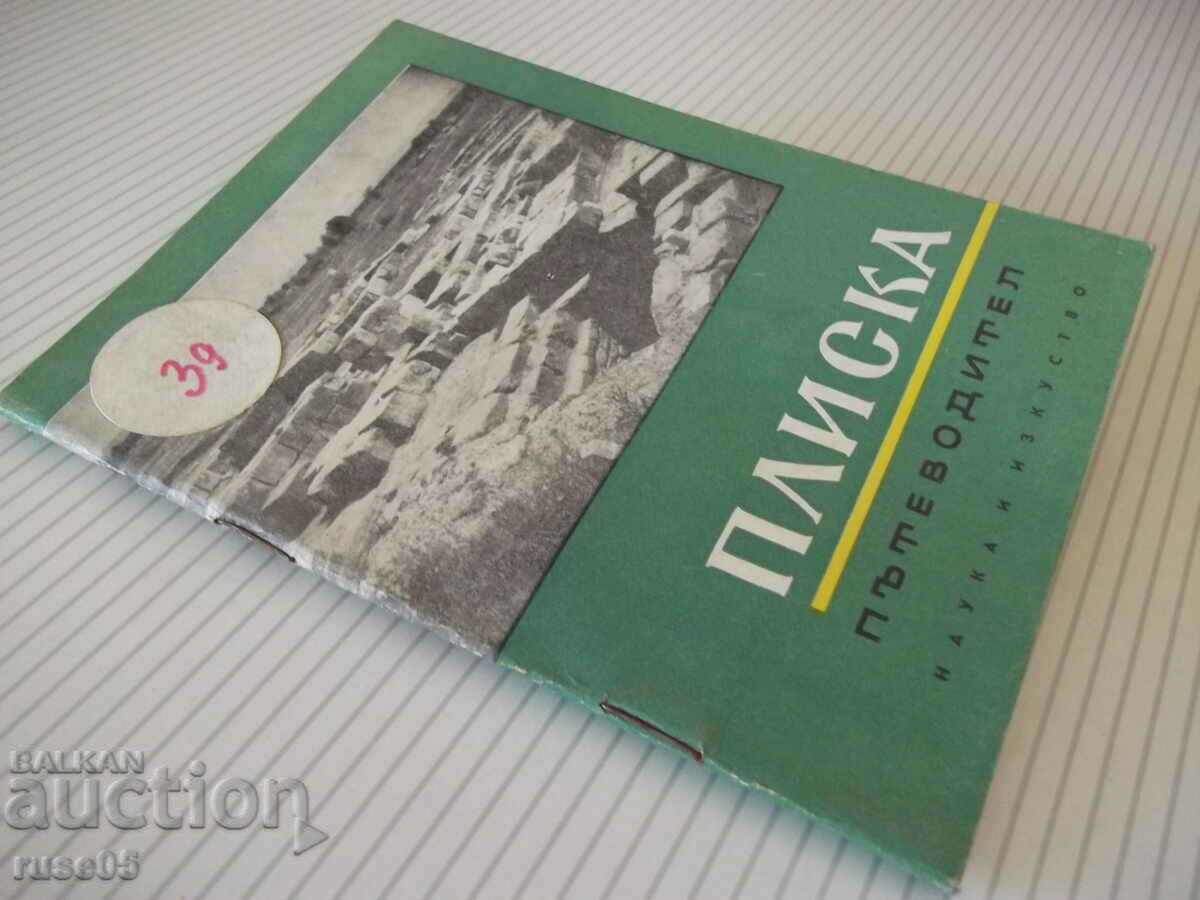 39
ПЛИСКА
ПЪТЕВОДИТЕЛ
НАУКА И ИЗКУСТВО
BALKAN
auction
ruse05